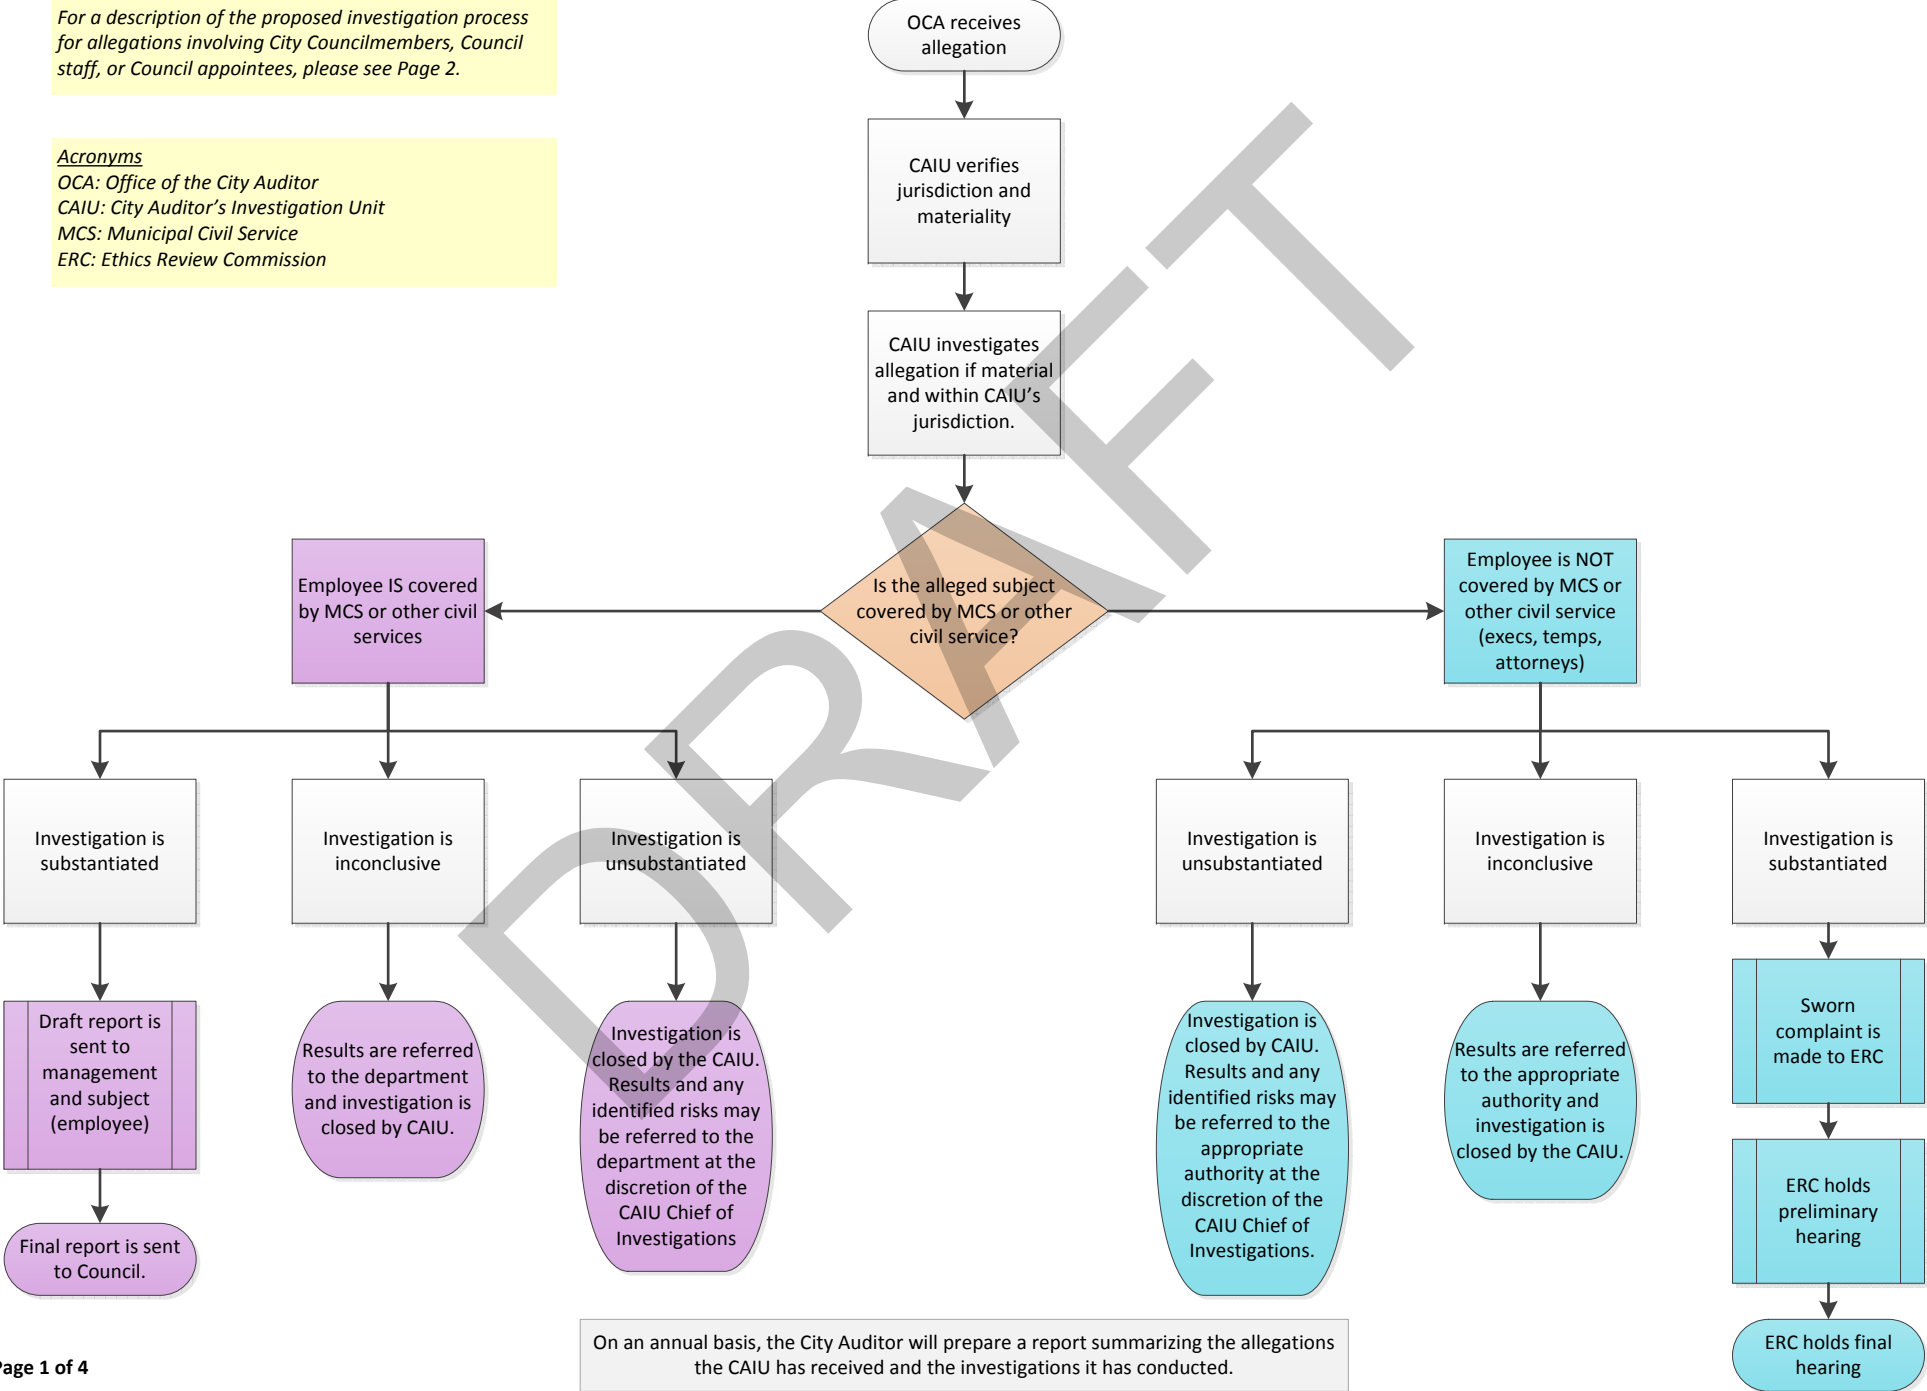 For a description of the proposed investigation process
for allegations involving City Councilmembers, Council
staff, or Council appointees, please see Page 2.
Acronyms
OCA: Office of the City Auditor
CAIU: City Auditor’s Investigation Unit
MCS: Municipal Civil Service
ERC: Ethics Review Commission
OCA receives
allegation
CAIU verifies
jurisdiction and
materiality
CAIU investigates
allegation if material
and within CAIU’s
jurisdiction.
Is the alleged subject
covered by MCS or other
civil service?
Employee IS covered
by MCS or other civil
services
Employee is NOT
covered by MCS or
other civil service
(execs, temps,
attorneys)
Investigation is
substantiated
Investigation is
inconclusive
Investigation is
unsubstantiated
Investigation is
unsubstantiated
Investigation is
inconclusive
Investigation is
substantiated
Draft report is
sent to
management
and subject
(employee)
Final report is sent
to Council.
Results are referred
to the department
and investigation is
closed by CAIU.
Investigation is
closed by the CAIU.
Results and any
identified risks may
be referred to the
department at the
discretion of the
CAIU Chief of
Investigations
Investigation is
closed by CAIU.
Results and any
identified risks may
be referred to the
appropriate
authority at the
discretion of the
CAIU Chief of
Investigations.
Results are referred
to the appropriate
authority and
investigation is
closed by the CAIU.
Sworn
complaint is
made to ERC
ERC holds
preliminary
hearing
ERC holds final
hearing
On an annual basis, the City Auditor will prepare a report summarizing the allegations
the CAIU has received and the investigations it has conducted.
Page 1 of 4
DRAFT